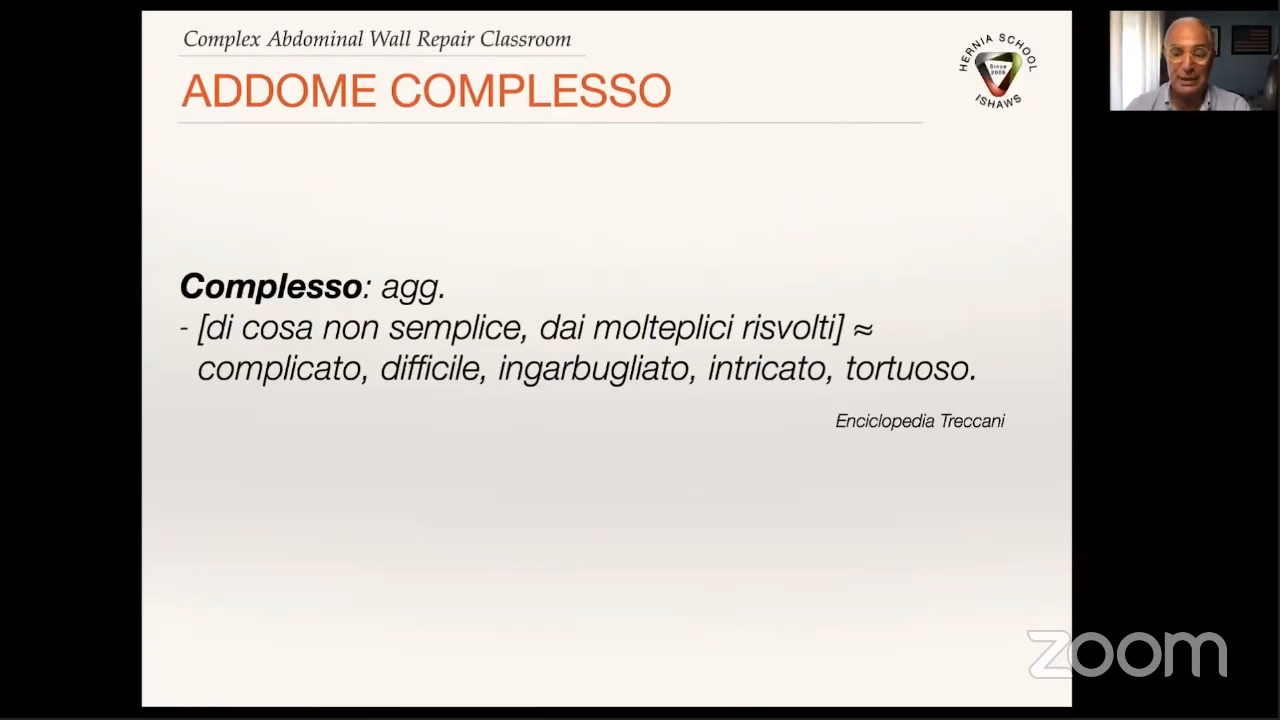 Complex Abdominal Wall Repair Classroom
ADDOME COMPLESSO
HERNIA SCHOOL
Since
2009
ISHAWS
Complesso: agg.
- [di cosa non semplice, dai molteplici risvolti] ≈
complicato, difficile, ingarbugliato, intricato, tortuoso.
Enciclopedia Treccani
zoom